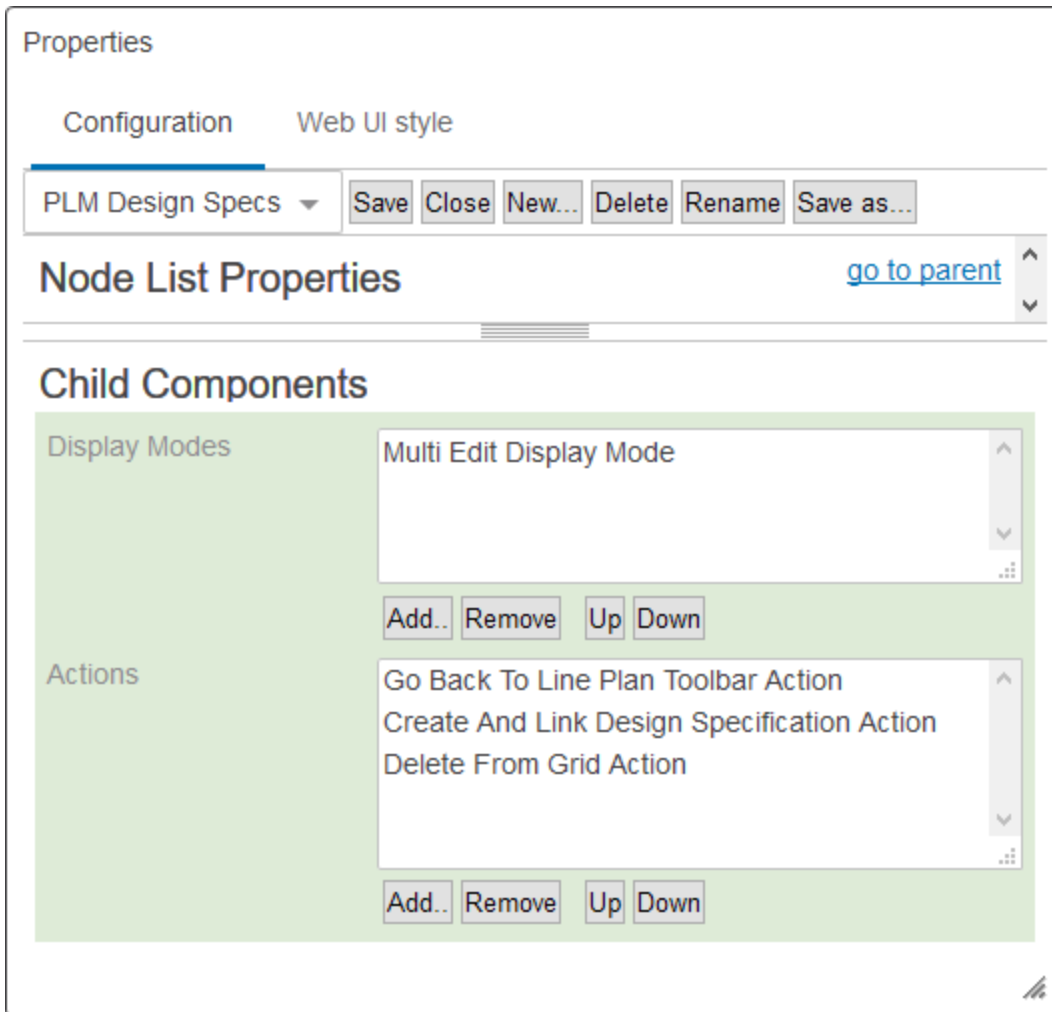 Properties
Configuration Web UI style
PLM Design Specs Save Close New... Delete Rename Save as...
Node List Properties go to parent
Child Components
Display Modes Multi Edit Display Mode
Add.. Remove Up Down
Actions Go Back To Line Plan Toolbar Action
Create And Link Design Specification Action
Delete From Grid Action
Add.. Remove Up Down